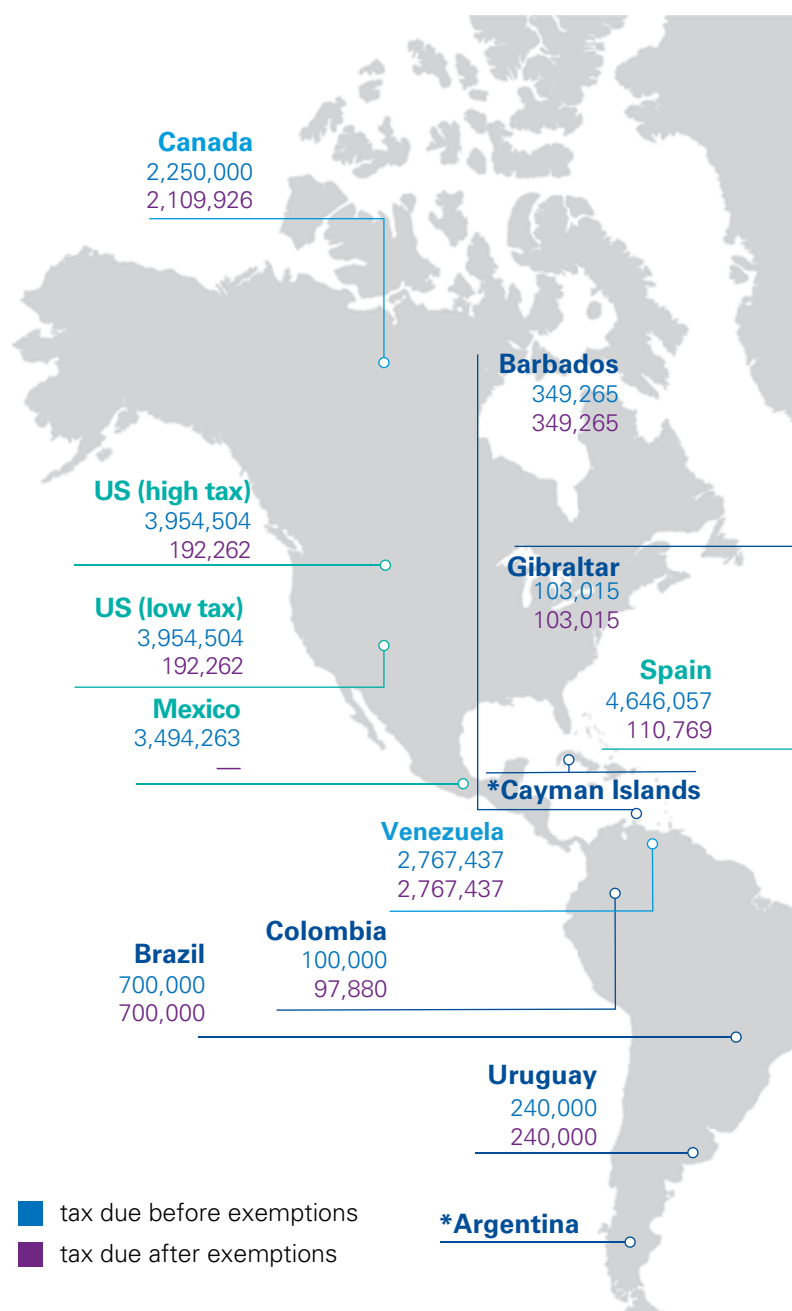 Canada
2,250,000
2,109,926
Barbados
349,265
349,265
US (high tax)
3,954,504
192,262
Gibraltar
103,015
103,015
US (low tax)
3,954,504
192,262
Spain
4,646,057
110,769
Mexico
3,494,263
—
*Cayman Islands
Venezuela
2,767,437
2,767,437
Colombia
100,000
97,880
Brazil
700,000
700,000
Uruguay
240,000
240,000
tax due before exemptions
tax due after exemptions
*Argentina